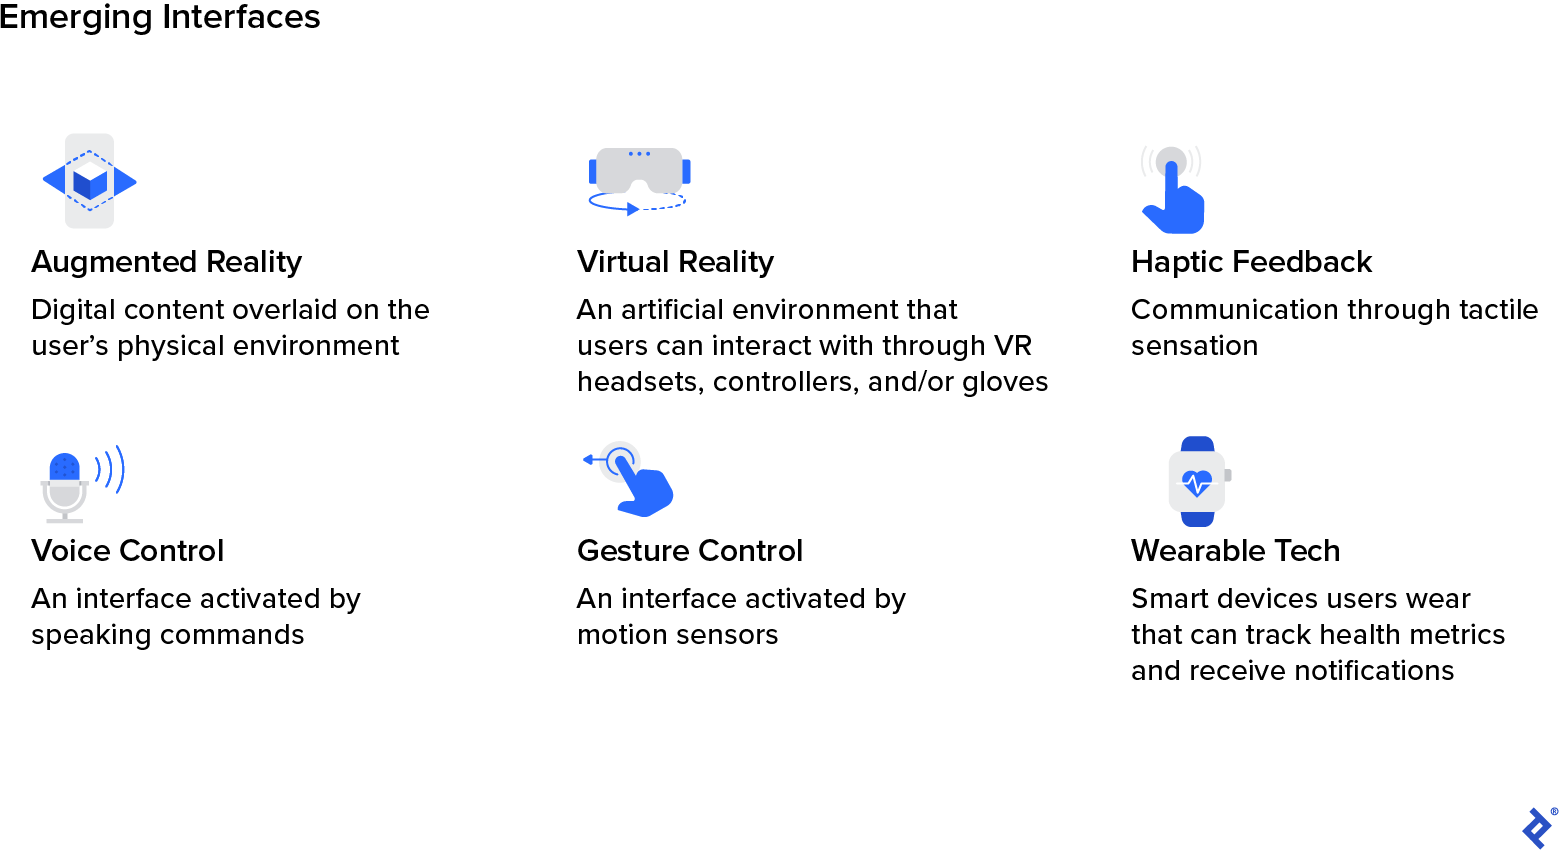 Emerging Interfaces
Augmented Reality
Digital content overlaid on the
user’s physical environment
Virtual Reality
An artificial environment that
users can interact with through VR
headsets, controllers, and/or gloves
Haptic Feedback
Communication through tactile
sensation
Voice Control
An interface activated by
speaking commands
Gesture Control
An interface activated by
motion sensors
Wearable Tech
Smart devices users wear
that can track health metrics
and receive notifications
®